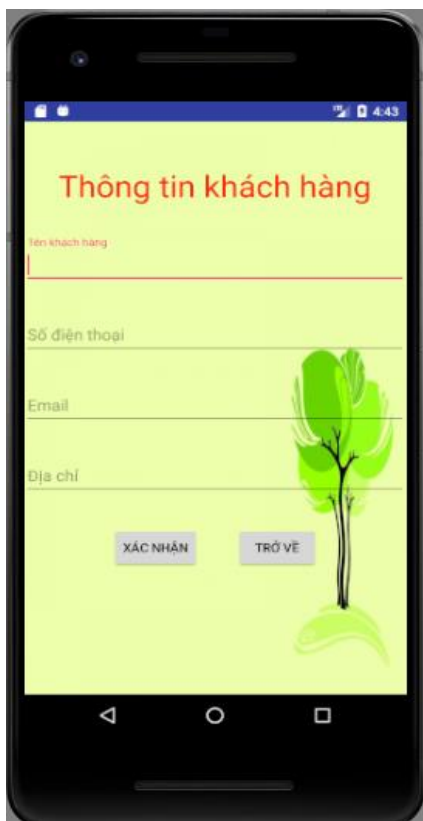 4:43
Thông tin khách hàng
Tên khách hàng
Số điện thoại
Email
Địa chỉ
XÁC NHẬN TRỞ VỀ